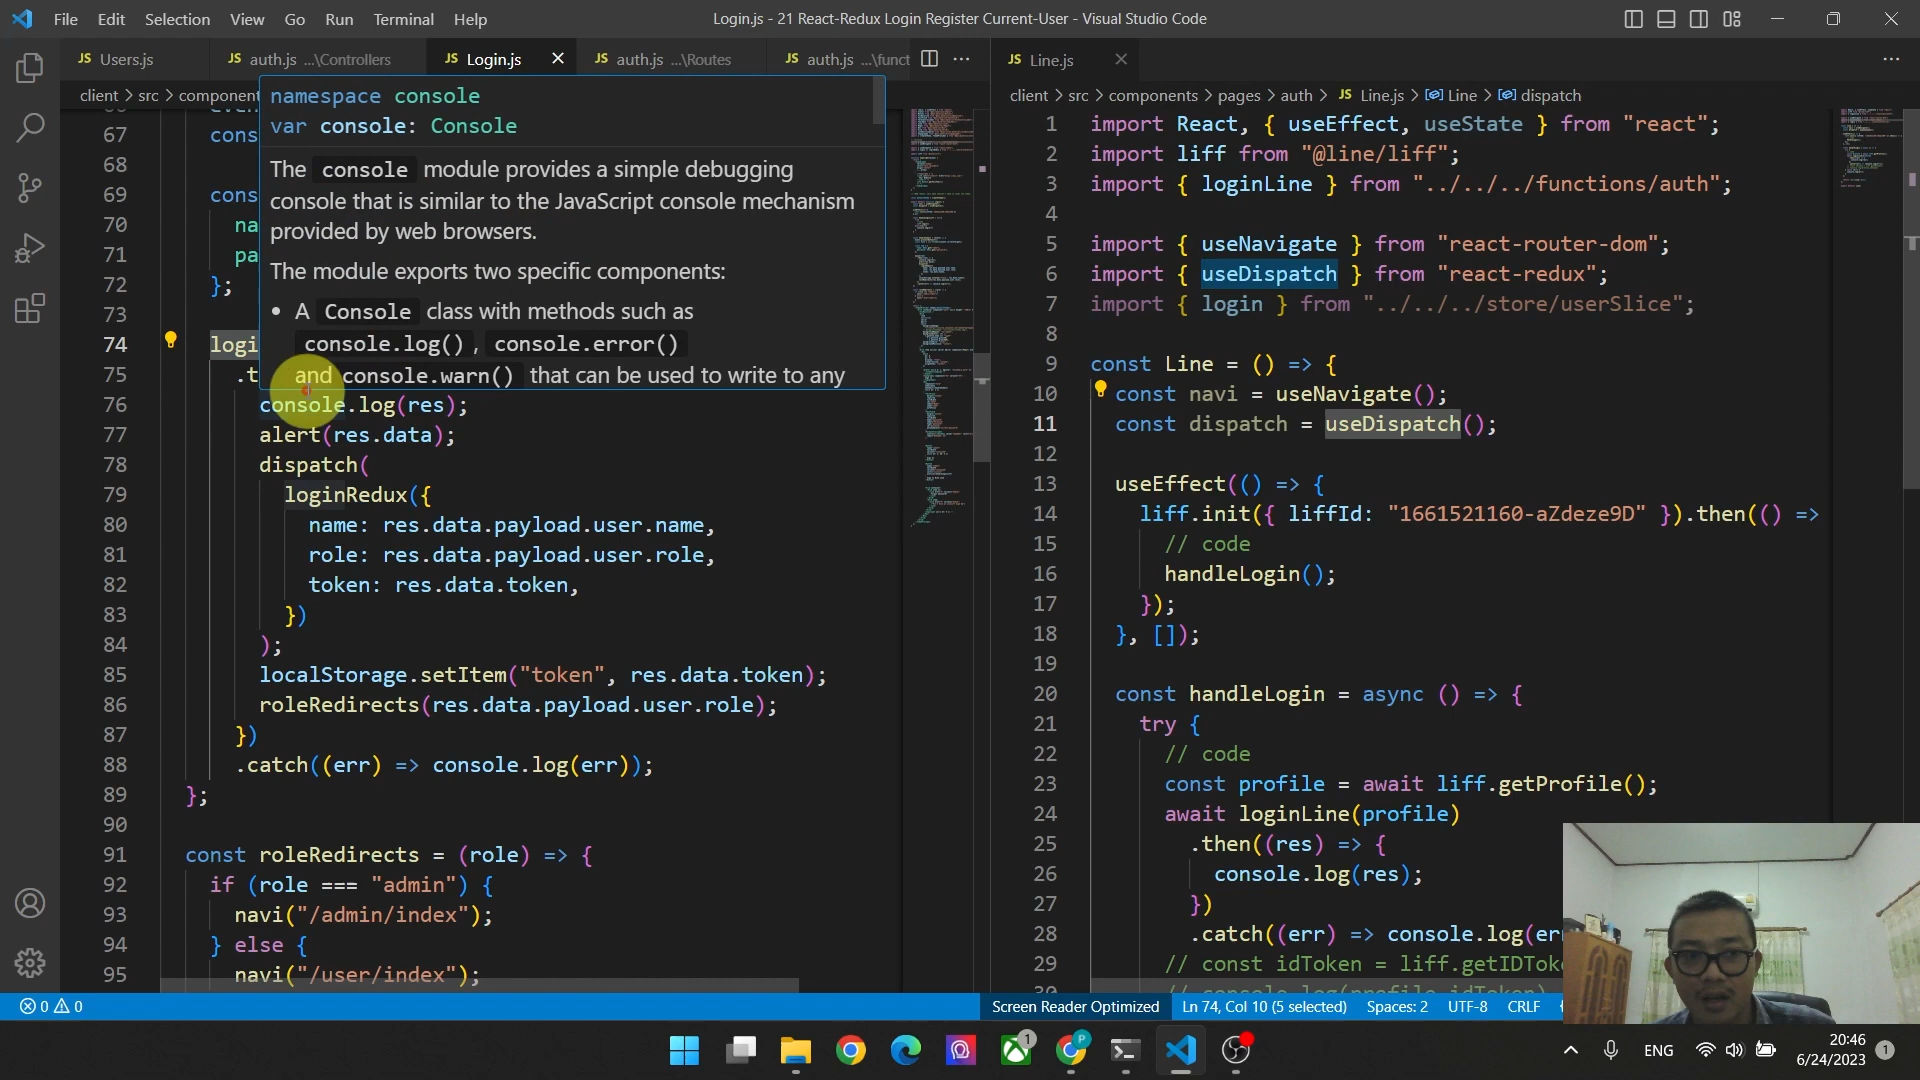 File Edit Selection View Go Run Terminal Help
Login.js - 21 React-Redux Login Register Current-User - Visual Studio Code
JS Users.js
JS auth.js ...\Controllers
JS Login.js
JS auth.js ...\Routes
JS auth.js ...\funct
client > src > component
namespace console
var console: Console
The console module provides a simple debugging
console that is similar to the JavaScript console mechanism
provided by web browsers.
The module exports two specific components:
• A Console class with methods such as
console.log(), console.error()
and console.warn() that can be used to write to any
67 cons
68
69 cons
70 na
71 pa
72 };
73
74 logi
75 .t
76 console.log(res);
77 alert(res.data);
78 dispatch(
79 loginRedux({
80 name: res.data.payload.user.name,
81 role: res.data.payload.user.role,
82 token: res.data.token,
83 })
84 );
85 localStorage.setItem("token", res.data.token);
86 roleRedirects(res.data.payload.user.role);
87 })
88 .catch((err) => console.log(err));
89 };
90
91 const roleRedirects = (role) => {
92 if (role === "admin") {
93 navi("/admin/index");
94 } else {
95 navi("/user/index");
JS Line.js
client > src > components > pages > auth > JS Line.js > Line > dispatch
1 import React, { useEffect, useState } from "react";
2 import liff from "@line/liff";
3 import { loginLine } from "../../../functions/auth";
4
5 import { useNavigate } from "react-router-dom";
6 import { useDispatch } from "react-redux";
7 import { login } from "../../../store/userSlice";
8
9 const Line = () => {
10 const navi = useNavigate();
11 const dispatch = useDispatch();
12
13 useEffect(() => {
14 liff.init({ liffId: "1661521160-aZdeze9D" }).then(() =>
15 // code
16 handleLogin();
17 });
18 }, []);
19
20 const handleLogin = async () => {
21 try {
22 // code
23 const profile = await liff.getProfile();
24 await loginLine(profile)
25 .then((res) => {
26 console.log(res);
27 })
28 .catch((err) => console.log(er
29 // const idToken = liff.getIDTok
0 0
Screen Reader Optimized
Ln 74, Col 10 (5 selected)
Spaces: 2
UTF-8
CRLF
1
P
ENG
20:46
6/24/2023
1